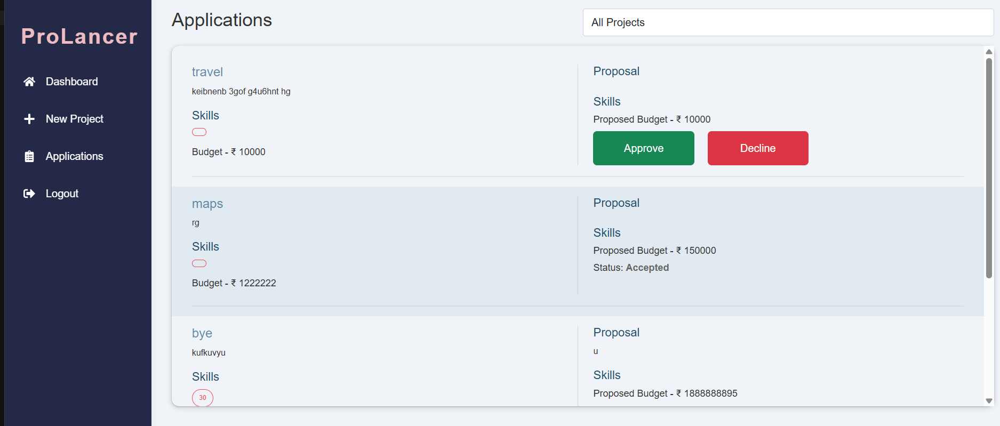 ProLancer
Dashboard
New Project
Applications
Logout
Applications
All Projects
travel
keibnenb 3gof g4u6hnt hg
Skills
Budget - ₹ 10000
Proposal
Skills
Proposed Budget - ₹ 10000
Approve
Decline
maps
rg
Skills
Budget - ₹ 1222222
Proposal
Skills
Proposed Budget - ₹ 150000
Status: Accepted
bye
kufkuvyu
Skills
30
Proposal
u
Skills
Proposed Budget - ₹ 1888888895